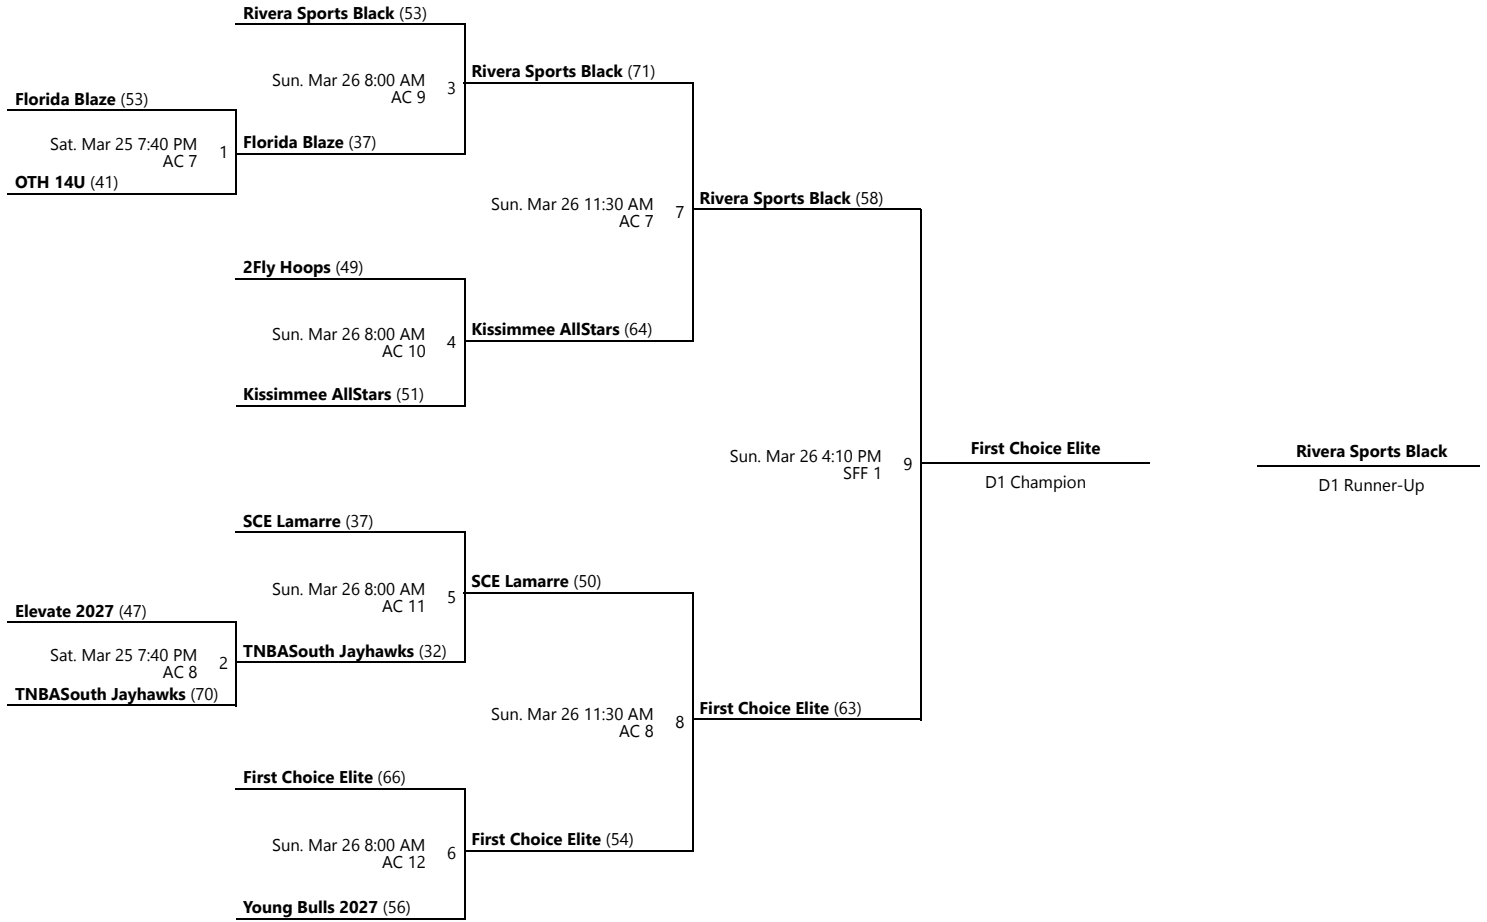 Rivera Sports Black (53)
Sun. Mar 26 8:00 AM
AC 9
3
Rivera Sports Black (71)
Florida Blaze (53)
Sat. Mar 25 7:40 PM
AC 7
1
Florida Blaze (37)
OTH 14U (41)
Sun. Mar 26 11:30 AM
AC 7
7
Rivera Sports Black (58)
2Fly Hoops (49)
Sun. Mar 26 8:00 AM
AC 10
4
Kissimmee AllStars (64)
Kissimmee AllStars (51)
Sun. Mar 26 4:10 PM
SFF 1
9
First Choice Elite
D1 Champion
Rivera Sports Black
D1 Runner-Up
SCE Lamarre (37)
Sun. Mar 26 8:00 AM
AC 11
5
SCE Lamarre (50)
Elevate 2027 (47)
Sat. Mar 25 7:40 PM
AC 8
2
TNBASouth Jayhawks (32)
TNBASouth Jayhawks (70)
Sun. Mar 26 11:30 AM
AC 8
8
First Choice Elite (63)
First Choice Elite (66)
Sun. Mar 26 8:00 AM
AC 12
6
First Choice Elite (54)
Young Bulls 2027 (56)